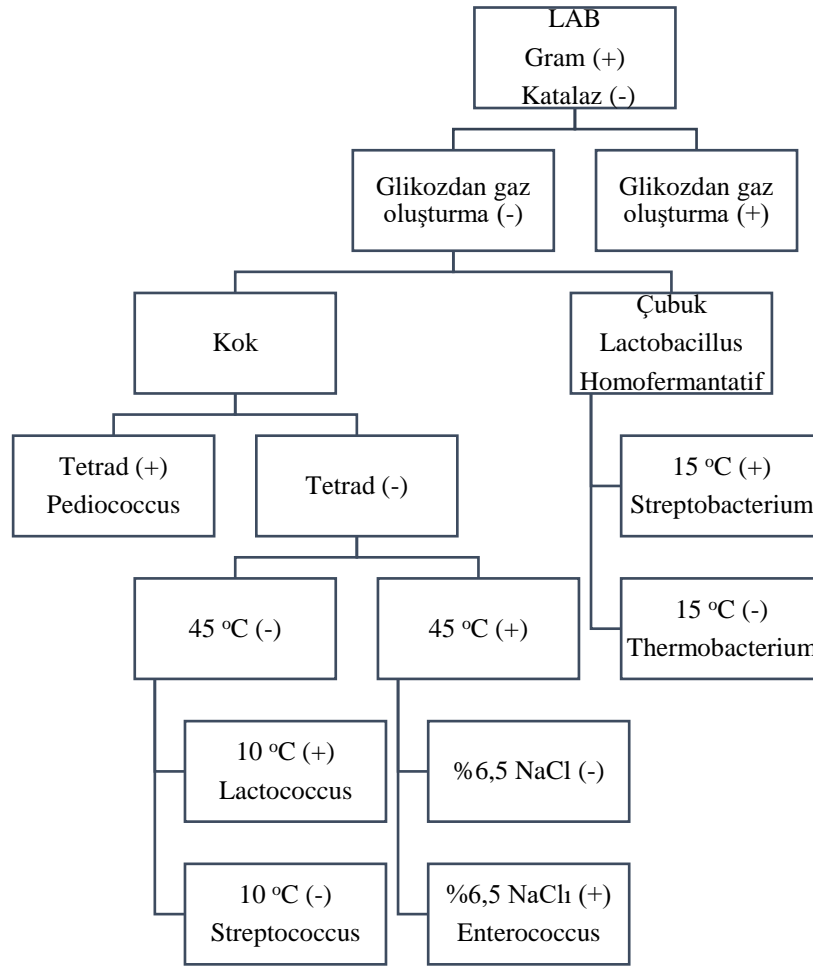 LAB
Gram (+)
Katalaz (-)
Glikozdan gaz
oluşturma (-)
Glikozdan gaz
oluşturma (+)
Kok
Çubuk
Lactobacillus
Homofermantatif
Tetrad (+)
Pediococcus
Tetrad (-)
15 ᵒC (+)
Streptobacterium
45 ᵒC (-)
45 ᵒC (+)
15 ᵒC (-)
Thermobacterium
10 ᵒC (+)
Lactococcus
%6,5 NaCl (-)
10 ᵒC (-)
Streptococcus
%6,5 NaClı (+)
Enterococcus